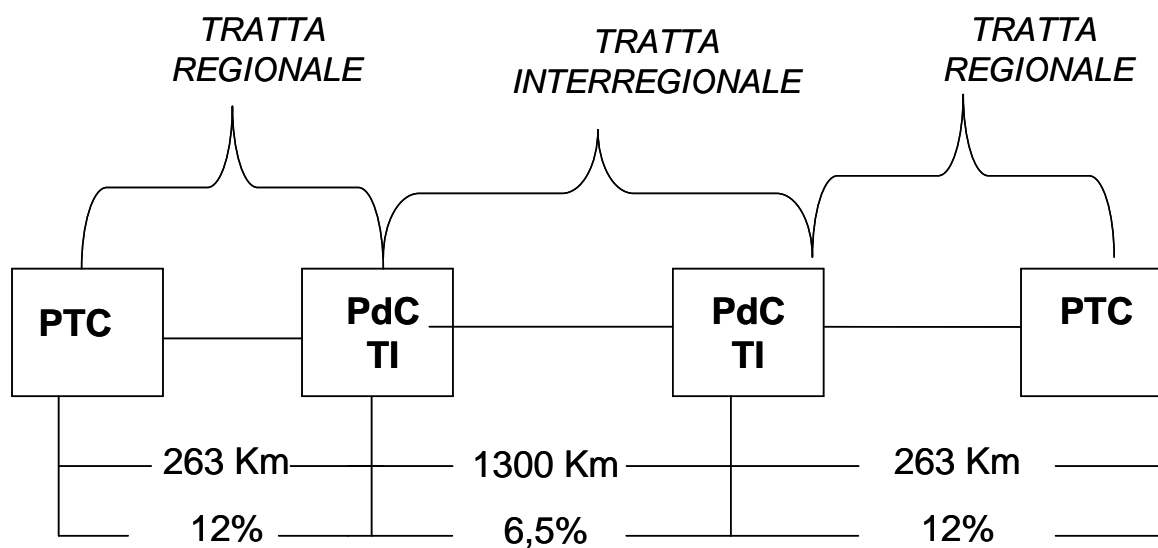 TRATTA
REGIONALE
TRATTA
INTERREGIONALE
TRATTA
REGIONALE
PTC
PdC
TI
PdC
TI
PTC
263 Km
1300 Km
263 Km
12%
6,5%
12%